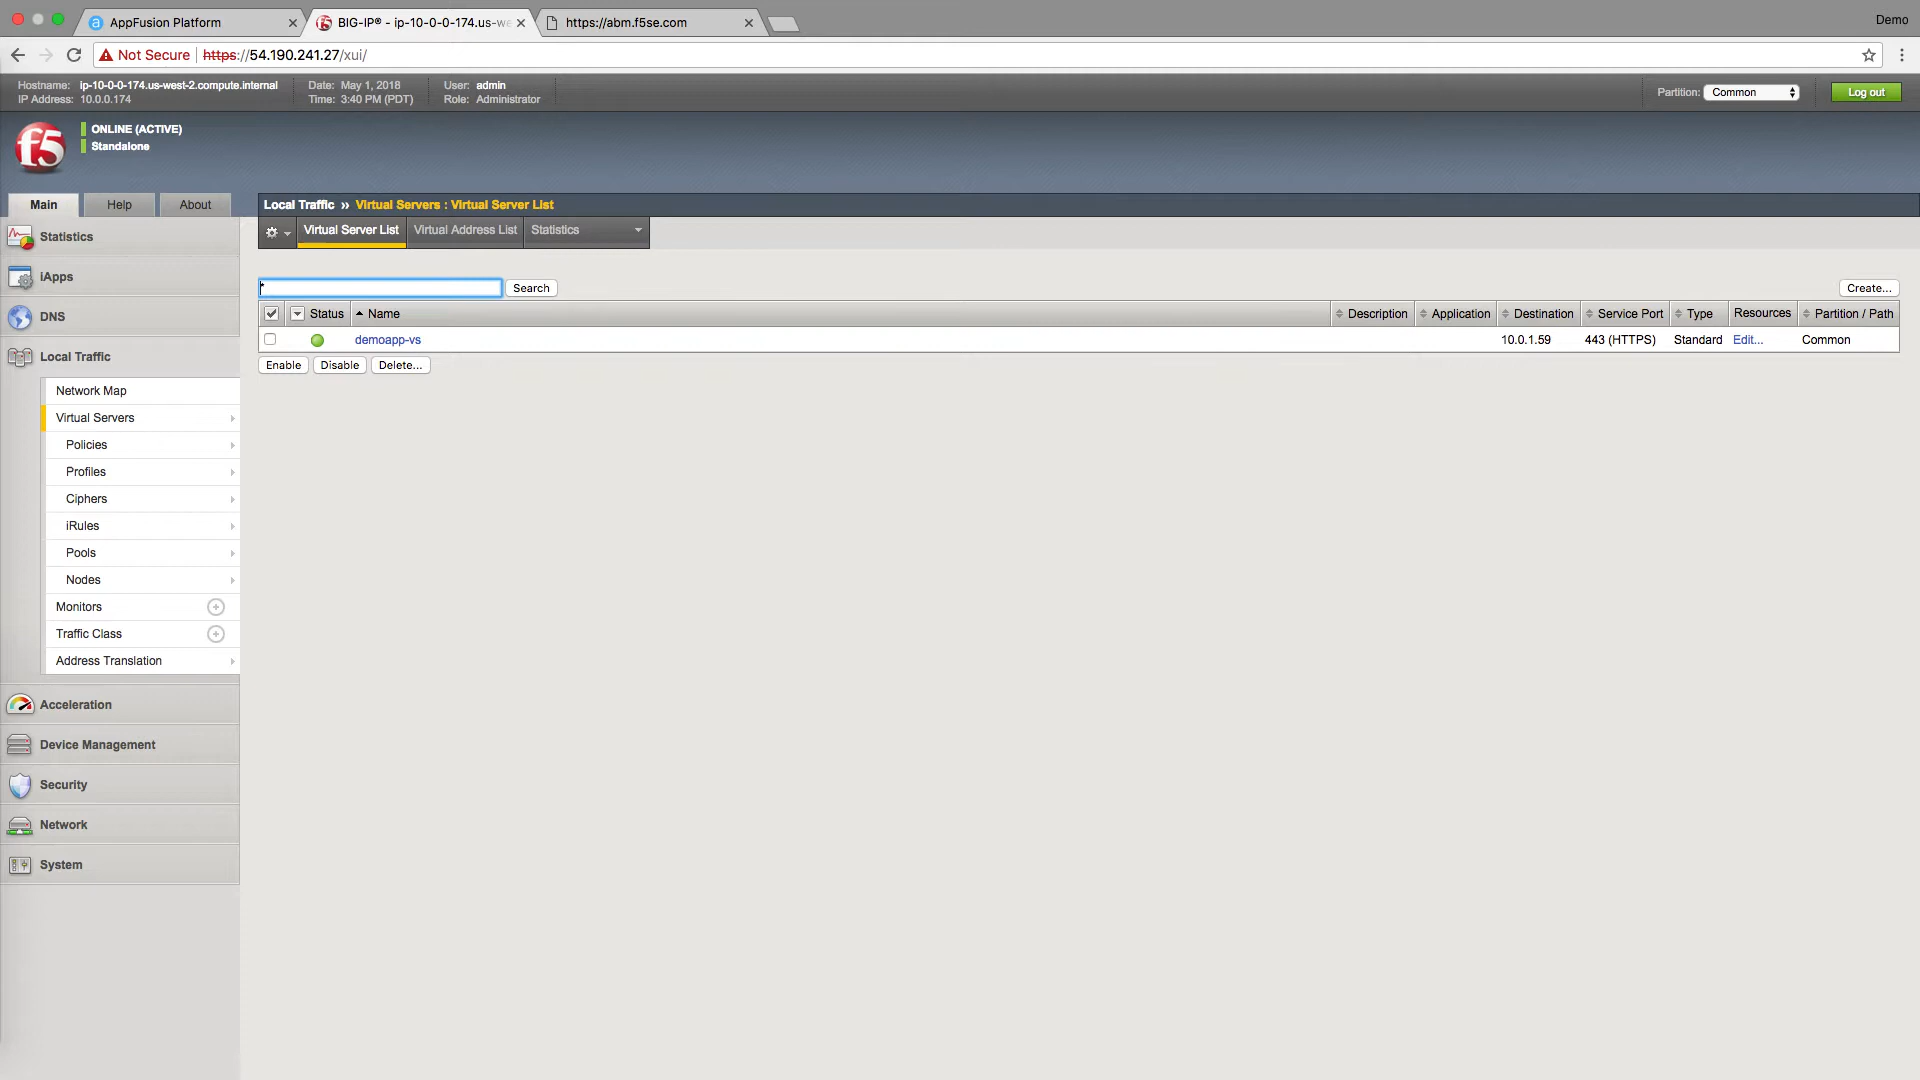 AppFusion Platform
BIG-IP® - ip-10-0-0-174.us-we
https://abm.f5se.com
Demo
Not Secure https://54.190.241.27/xui/
Hostname: ip-10-0-0-174.us-west-2.compute.internal
IP Address: 10.0.0.174
Date: May 1, 2018
Time: 3:40 PM (PDT)
User: admin
Role: Administrator
Partition: Common
Log out
f5
ONLINE (ACTIVE)
Standalone
Main Help About
Local Traffic » Virtual Servers : Virtual Server List
Virtual Server List Virtual Address List Statistics
*
Search
Create...
Status Name Description Application Destination Service Port Type Resources Partition / Path
demoapp-vs 10.0.1.59 443 (HTTPS) Standard Edit... Common
Enable Disable Delete...
Statistics
iApps
DNS
Local Traffic
Network Map
Virtual Servers
Policies
Profiles
Ciphers
iRules
Pools
Nodes
Monitors
Traffic Class
Address Translation
Acceleration
Device Management
Security
Network
System